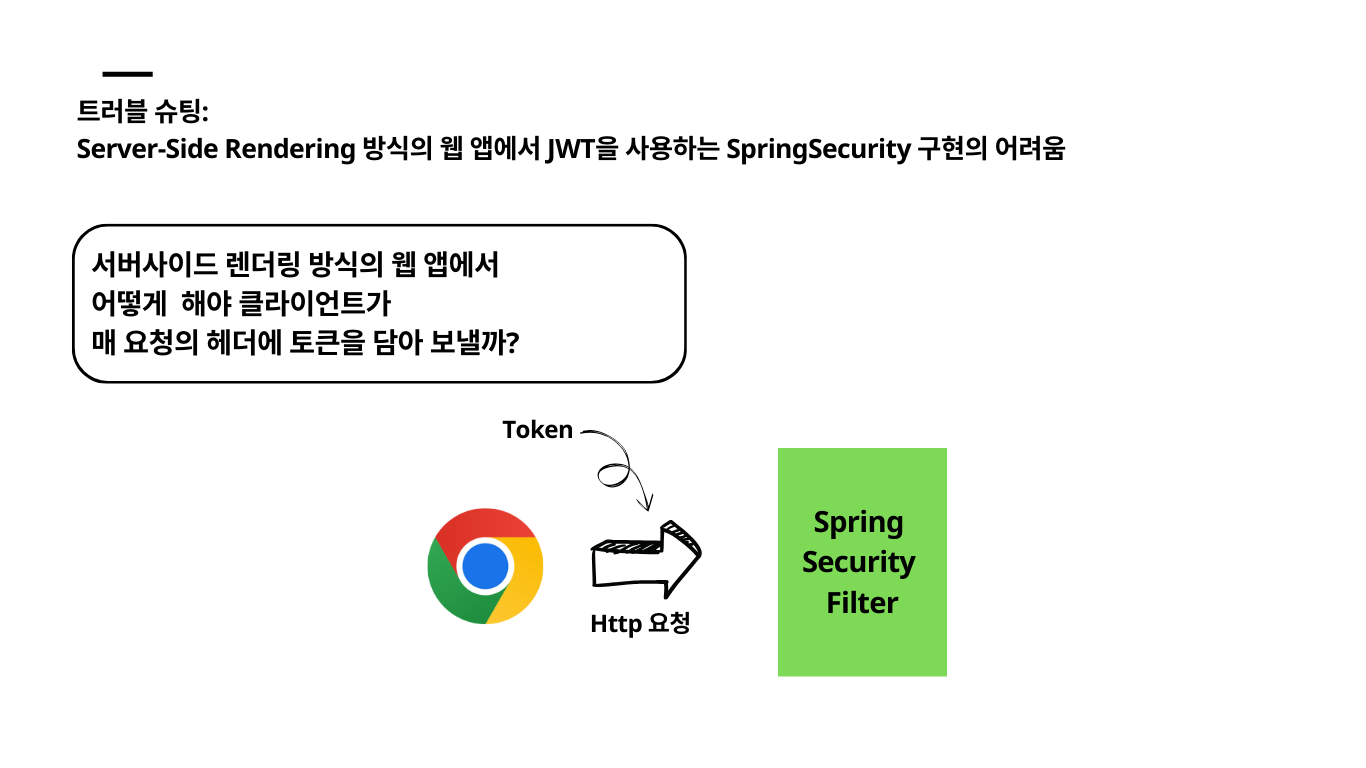 트러블 슈팅:
Server-Side Rendering 방식의 웹 앱에서 JWT을 사용하는 SpringSecurity 구현의 어려움
서버사이드 렌더링 방식의 웹 앱에서
어떻게 해야 클라이언트가
매 요청의 헤더에 토큰을 담아 보낼까?
Token
Http 요청
Spring
Security
Filter